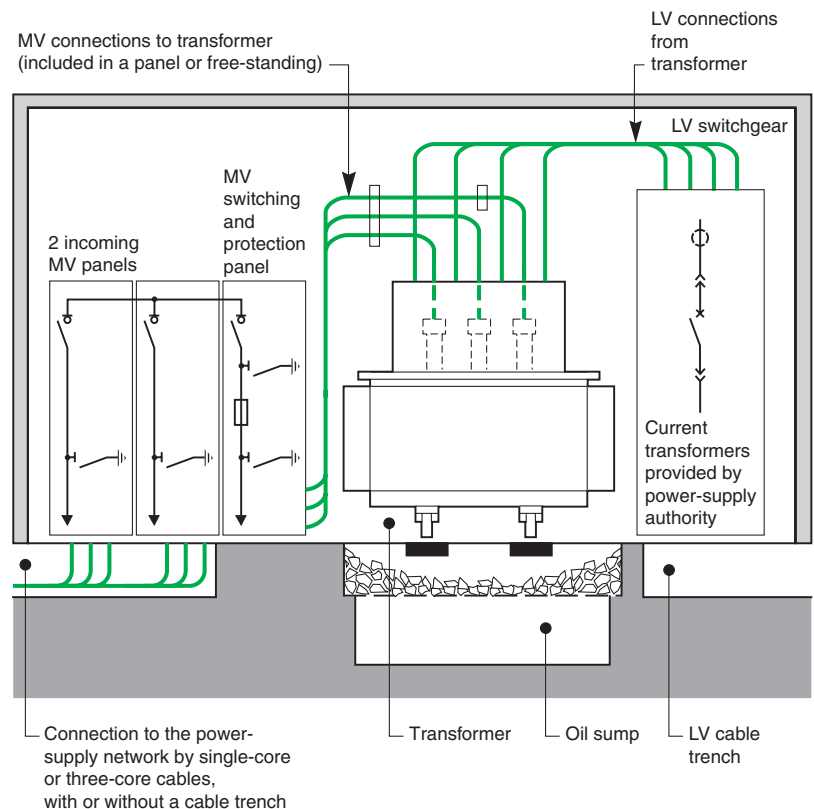 LV connections
from
transformer
MV connections to transformer
(included in a panel or free-standing)
LV switchgear
MV
switching
and
protection
panel
2 incoming
MV panels
Current
transformers
provided by
power-supply
authority
Connection to the power-
supply network by single-core
or three-core cables,
with or without a cable trench
Transformer
Oil sump
LV cable
trench